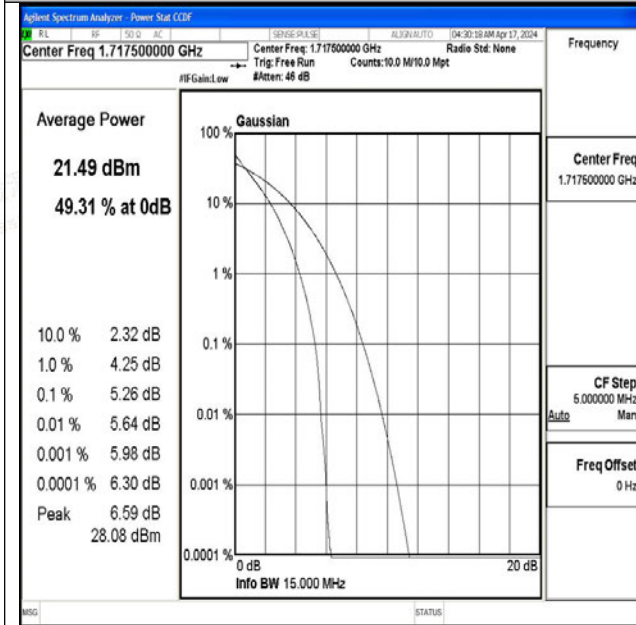 Agilent Spectrum Analyzer - Power Stat CCDF
RL RF 50 Ω AC SENSE:PULSE ALIGNAUTO 04:30:18 AM Apr 17, 2024
Center Freq 1.717500000 GHz
Center Freq: 1.717500000 GHz Radio Std: None
Trig: Free Run Counts:10.0 M/10.0 Mpt
#IFGain:Low #Atten: 46 dB
Frequency
Average Power
21.49 dBm
49.31 % at 0dB
10.0 % 2.32 dB
1.0 % 4.25 dB
0.1 % 5.26 dB
0.01 % 5.64 dB
0.001 % 5.98 dB
0.0001 % 6.30 dB
Peak 6.59 dB
28.08 dBm
Gaussian
100 %
10 %
1 %
0.1 %
0.01 %
0.001 %
0.0001 %
0 dB 20 dB
Info BW 15.000 MHz
Center Freq
1.717500000 GHz
CF Step
5.000000 MHz
Auto Man
Freq Offset
0 Hz
MSG STATUS